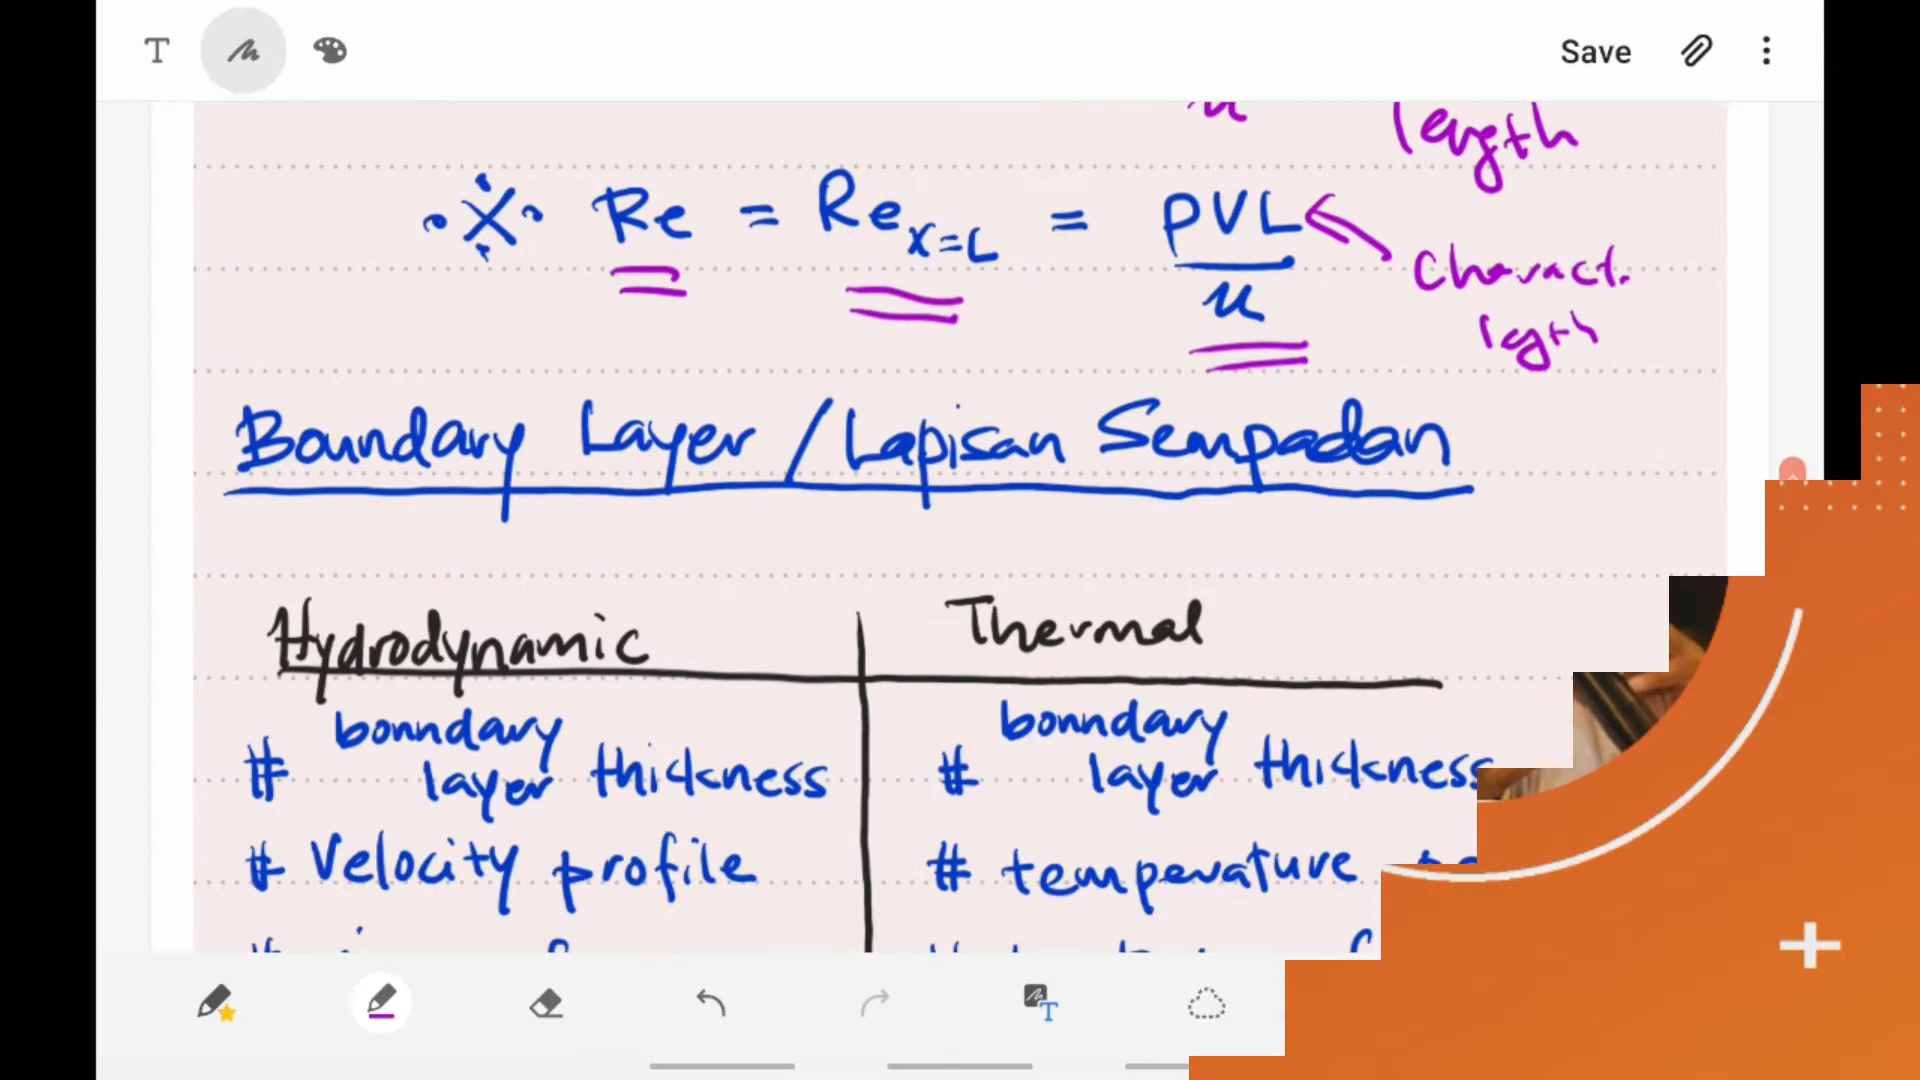 T
Save
length
※ Re = Re x=L = ρVL
μ
Charact.
legth
Boundary Layer / Lapisan Sempadan
Hydrodynamic
Thermal
# boundary layer thickness
# boundary layer thickness
# Velocity profile
# temperature